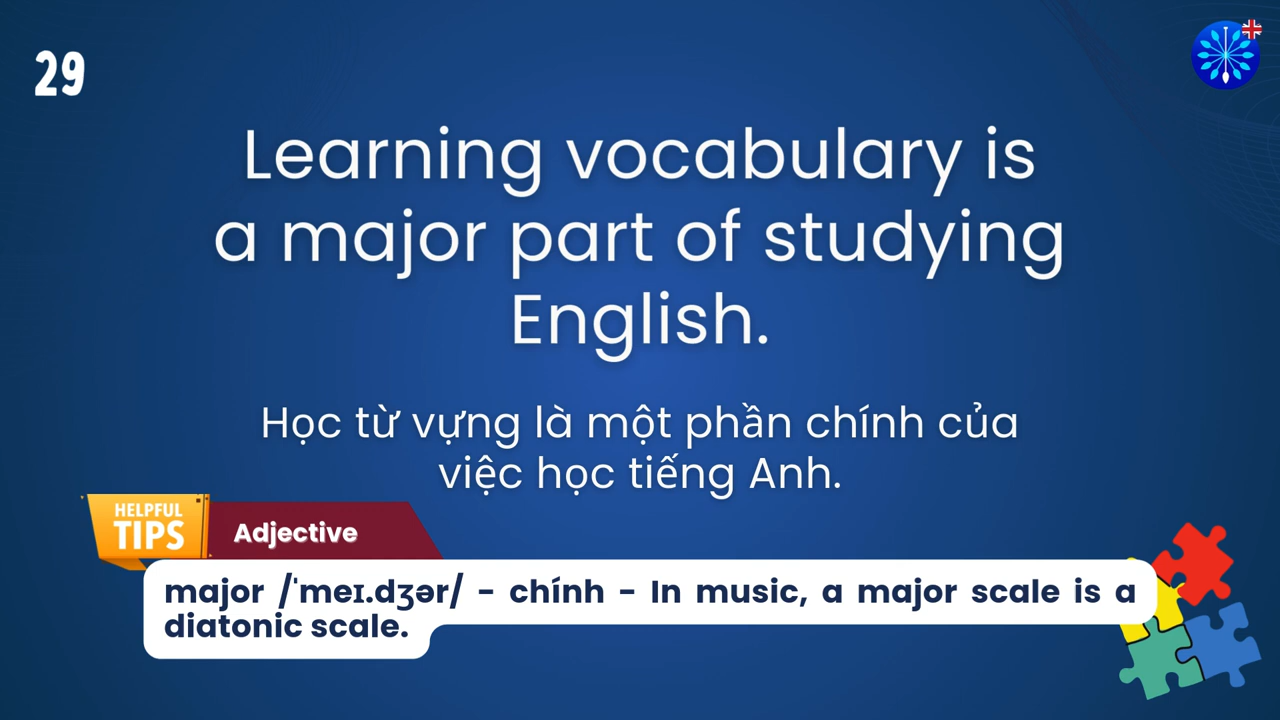 29
Learning vocabulary is
a major part of studying
English.
Học từ vựng là một phần chính của
việc học tiếng Anh.
HELPFUL
TIPS
Adjective
major /ˈmeɪ.dʒər/ - chính - In music, a major scale is a
diatonic scale.